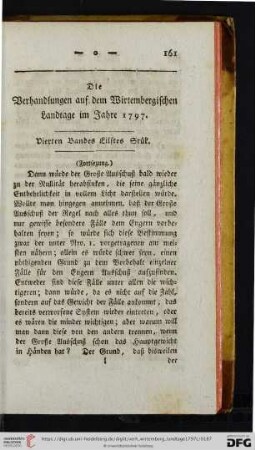 — o — 161
Die
Verhandlungen auf dem Wirtenbergischen
Landtage im Jahre 1797.
Vierten Bandes Eilftes Stük.
(Fortsezung.)
Dann würde der Große Ausschuß bald wieder
zu der Nullität herabsinken, die seine gänzliche
Entbehrlichkeit in vollem Licht darstellen würde.
Wollte man hingegen annehmen, daß der Große
Ausschuß der Regel nach alles thun soll, und
nur gewisse besondere Fälle dem Engern vorbe-
halten seyen; so würde sich diese Bestimmung
zwar der unter Nro. 1. vorgetragenen am mei-
sten nähern; allein es würde schwer seyn, einen
gründlichen Grund zu dem Vorbehalt einzelner
Fälle für den Engern Ausschuß aufzufinden.
Entweder sind diese Fälle unter allen die wich-
tigeren; dann würde, da es nicht auf die Zahl,
sondern auf das Gewicht der Fälle ankommt, das
bereits verworfene System wieder eintreten, oder
es wären die minder wichtigen; aber warum will
man dann diese von den andern trennen, wenn
der Große Ausschuß schon das Hauptgewicht
in Händen hat? Der Grund, daß bisweilen
l der
DFG